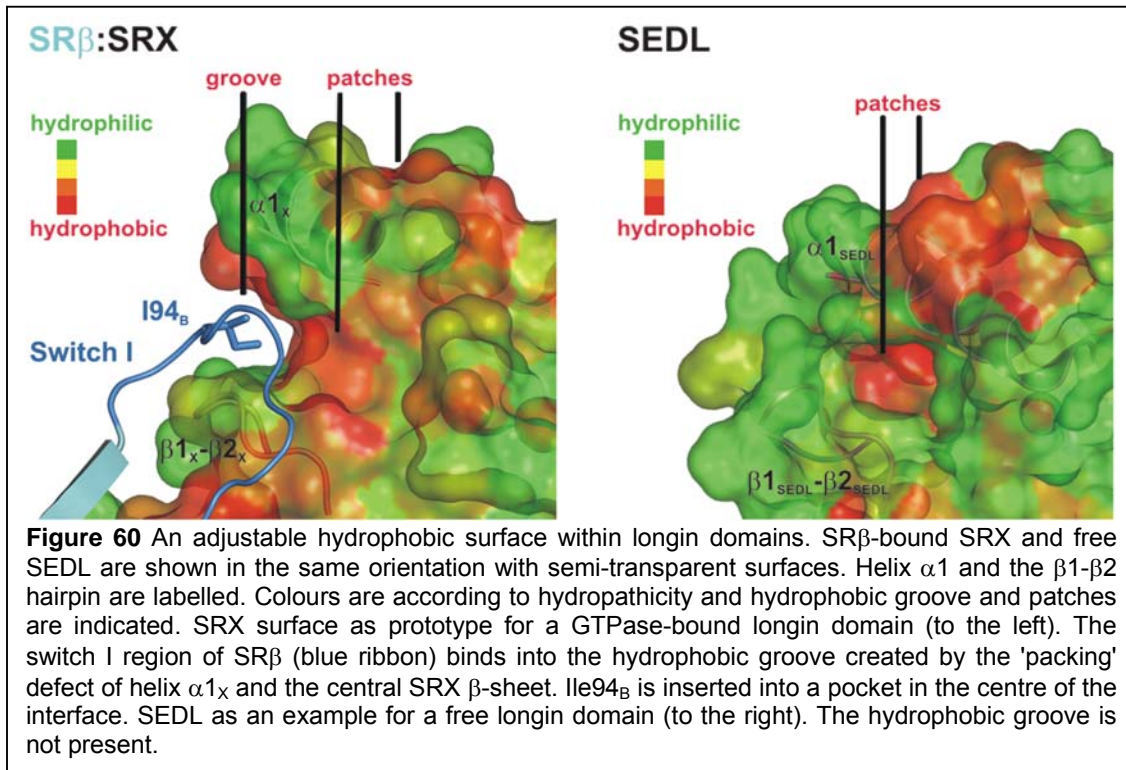 SRβ:SRX
SEDL
groove
patches
patches
hydrophilic
hydrophobic
α1X
I94B
Switch I
β1X-β2X
hydrophilic
hydrophobic
α1SEDL
β1SEDL-β2SEDL
Figure 60 An adjustable hydrophobic surface within longin domains. SRβ-bound SRX and free
SEDL are shown in the same orientation with semi-transparent surfaces. Helix α1 and the β1-β2
hairpin are labelled. Colours are according to hydropathicity and hydrophobic groove and patches
are indicated. SRX surface as prototype for a GTPase-bound longin domain (to the left). The
switch I region of SRβ (blue ribbon) binds into the hydrophobic groove created by the 'packing'
defect of helix α1X and the central SRX β-sheet. Ile94B is inserted into a pocket in the centre of the
interface. SEDL as an example for a free longin domain (to the right). The hydrophobic groove is
not present.